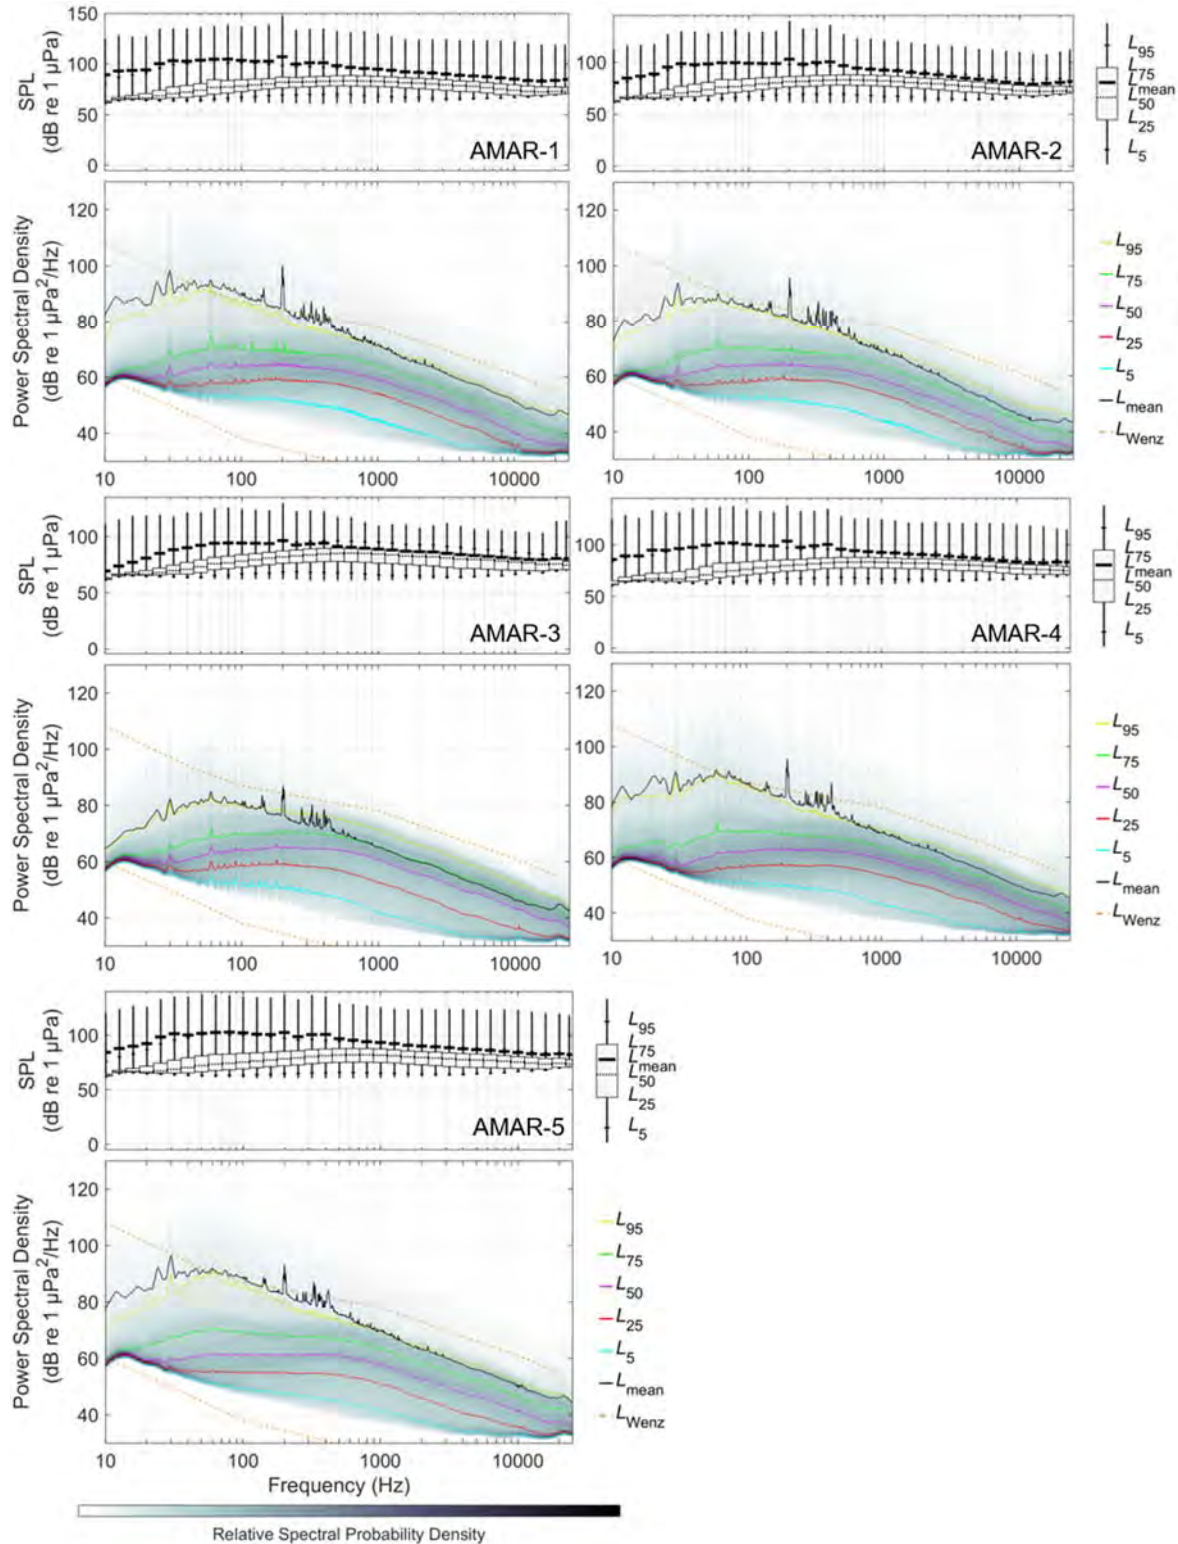 150
100
50
0
SPL
(dB re 1 µPa)
AMAR-1
100
50
0
AMAR-2
L95
L75
Lmean
L50
L25
L5
120
100
80
60
40
Power Spectral Density
(dB re 1 µPa²/Hz)
10 100 1000 10000
120
100
80
60
40
10 100 1000 10000
L95
L75
L50
L25
L5
Lmean
LWenz
100
50
0
SPL
(dB re 1 µPa)
AMAR-3
100
50
0
AMAR-4
L95
L75
Lmean
L50
L25
L5
120
100
80
60
40
Power Spectral Density
(dB re 1 µPa²/Hz)
10 100 1000 10000
120
100
80
60
40
10 100 1000 10000
L95
L75
L50
L25
L5
Lmean
LWenz
100
50
0
SPL
(dB re 1 µPa)
AMAR-5
L95
L75
Lmean
L50
L25
L5
120
100
80
60
40
Power Spectral Density
(dB re 1 µPa²/Hz)
10 100 1000 10000
Frequency (Hz)
L95
L75
L50
L25
L5
Lmean
LWenz
Relative Spectral Probability Density